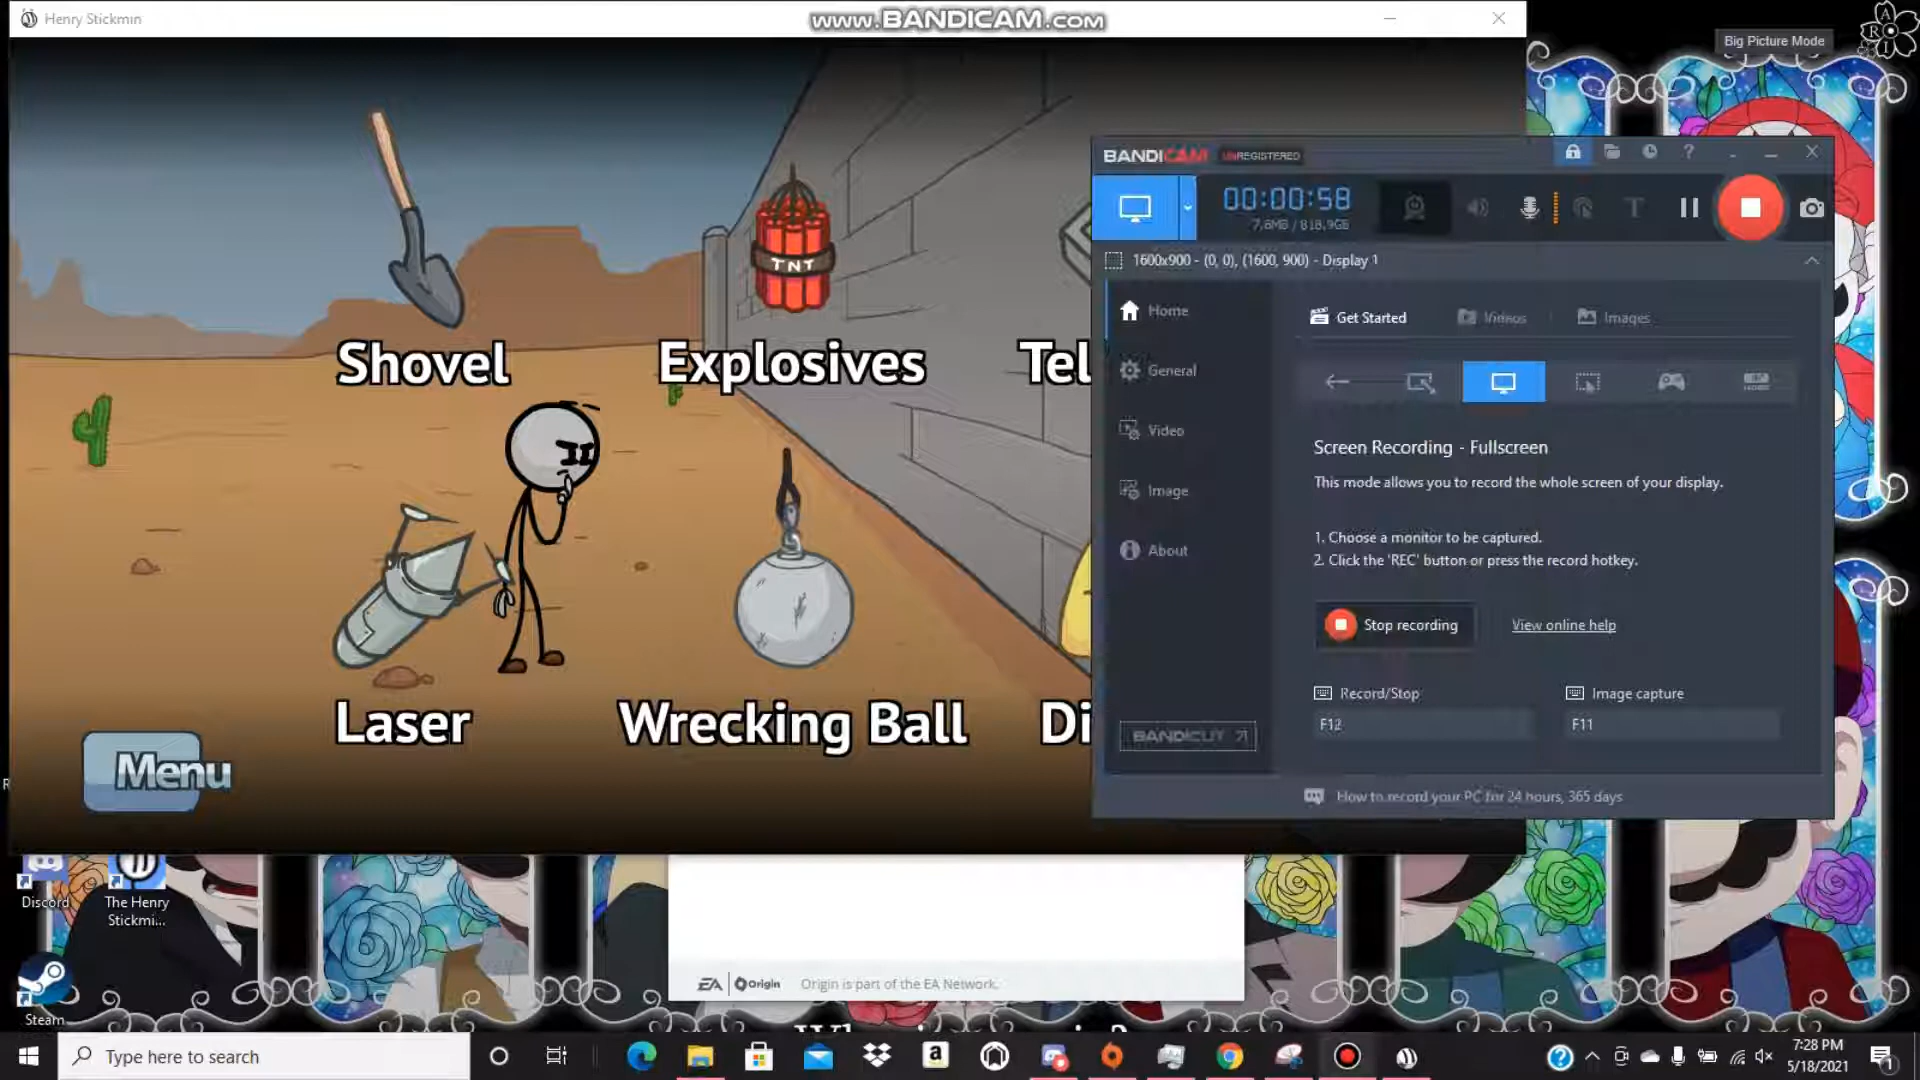 Henry Stickmin
www.BANDICAM.com
Big Picture Mode
A
R
I
TNT
Shovel
Explosives
Tel
Laser
Wrecking Ball
Di
Menu
BANDICAM UNREGISTERED
00:00:58
7.8MB / 818.9GB
1600x900 - (0, 0), (1600, 900) - Display 1
Home
General
Video
Image
About
BANDICUT
Get Started
Videos
Images
Screen Recording - Fullscreen
This mode allows you to record the whole screen of your display.
1. Choose a monitor to be captured.
2. Click the 'REC' button or press the record hotkey.
Stop recording
View online help
Record/Stop
Image capture
F12
F11
How to record your PC for 24 hours, 365 days
Discord
The Henry
Stickmi...
Steam
EA
Origin
Origin is part of the EA Network.
Type here to search
7:28 PM
5/18/2021
1